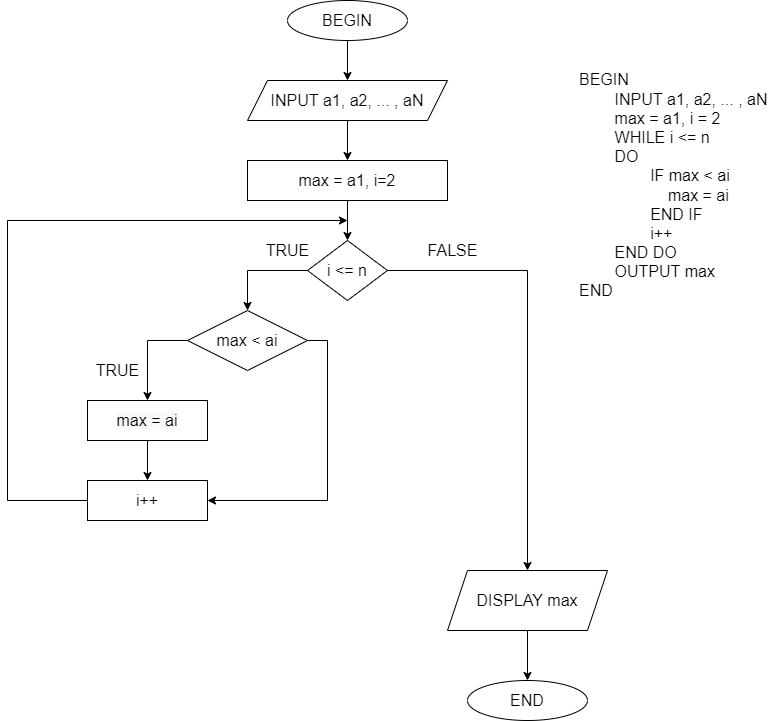 BEGIN
INPUT a1, a2, ... , aN
max = a1, i=2
TRUE
FALSE
i <= n
max < ai
TRUE
max = ai
i++
DISPLAY max
END
BEGIN
INPUT a1, a2, ... , aN
max = a1, i = 2
WHILE i <= n
DO
IF max < ai
max = ai
END IF
i++
END DO
OUTPUT max
END